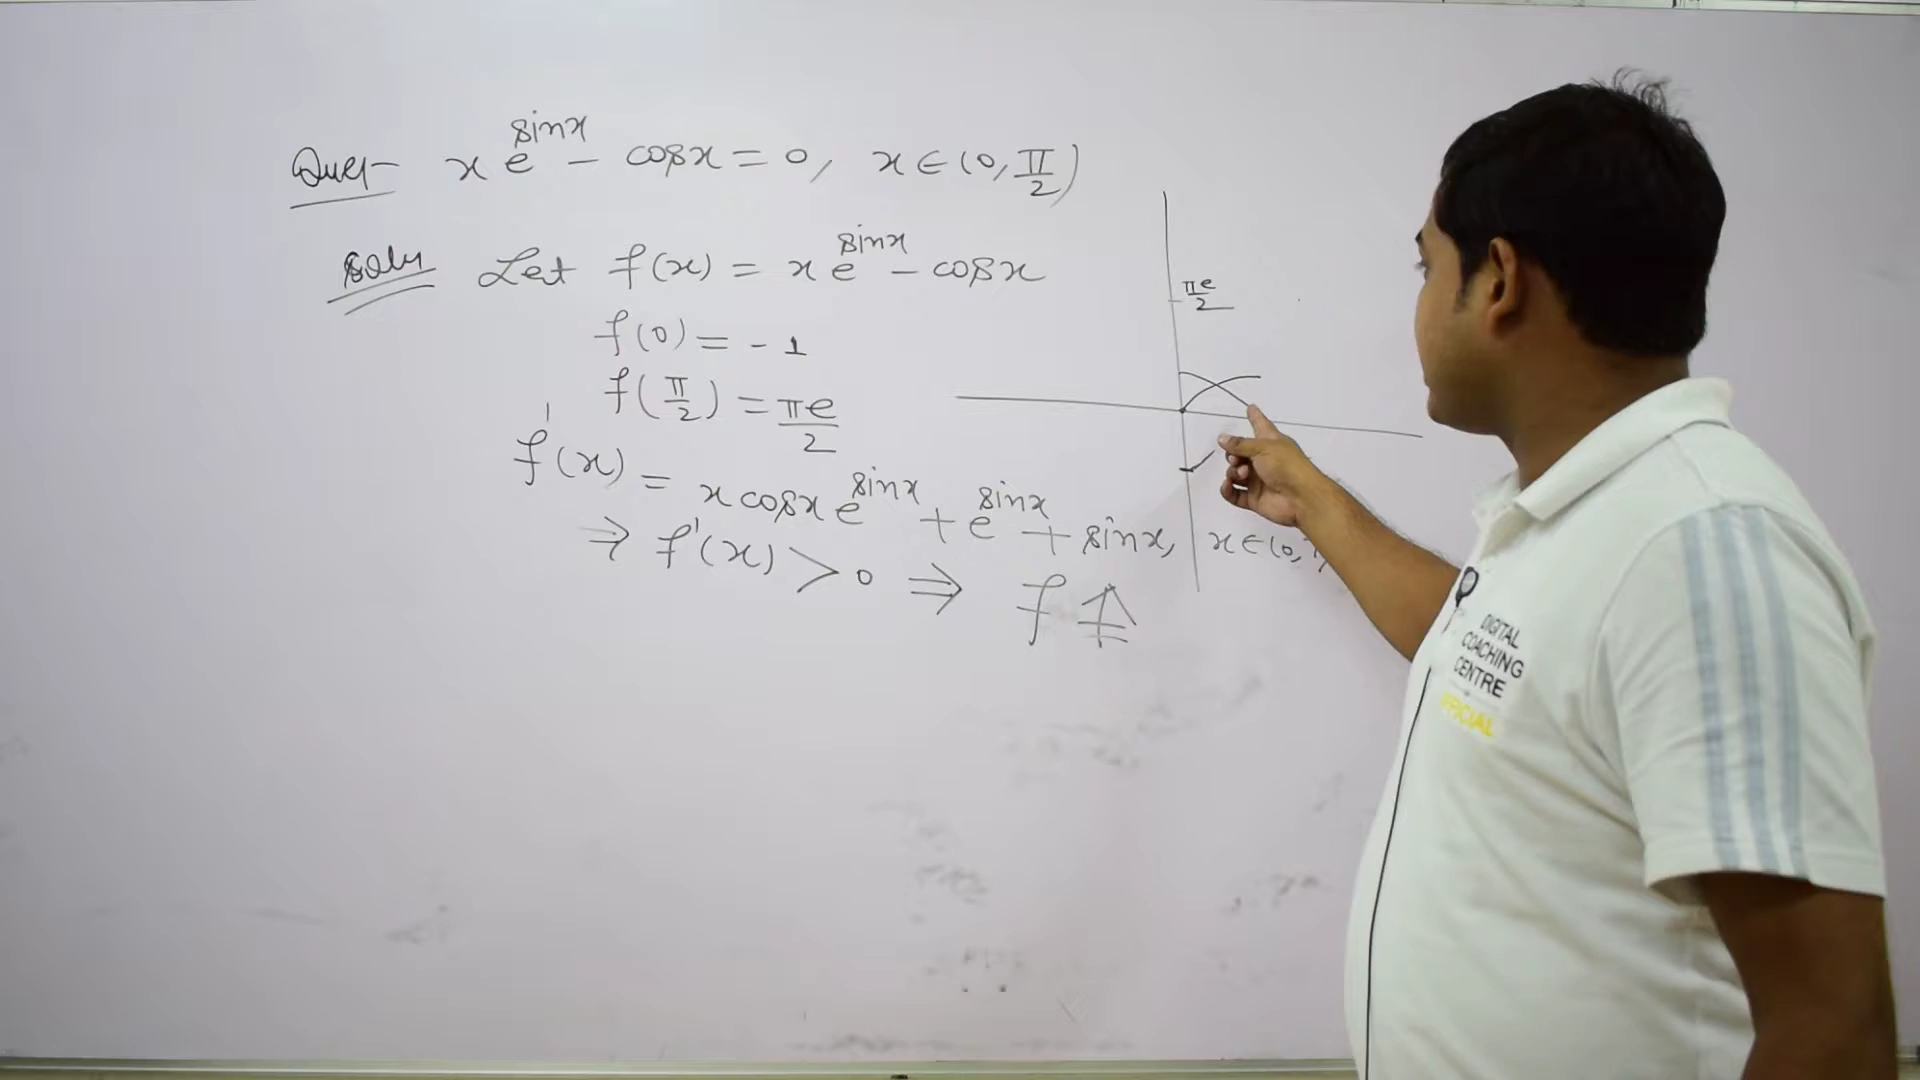 Ques- x e^{sinx} - cosx = 0, x ∈ (0, π/2)
Soln Let f(x) = x e^{sinx} - cosx
f(0) = -1
f(π/2) = πe/2
f'(x) = x cosx e^{sinx} + e^{sinx} + sinx, x ∈ (0,
⇒ f'(x) > 0 ⇒ f ↑
πe/2
DIGITAL
COACHING
CENTRE
OFFICIAL